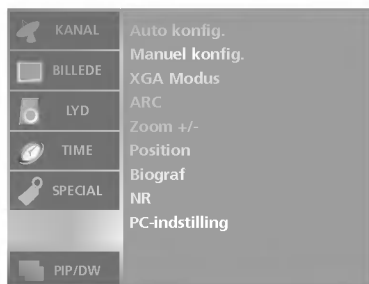 KANAL
BILLEDE
LYD
TIME
SPECIAL
PIP/DW
Auto konfig.
Manuel konfig.
XGA Modus
ARC
Zoom +/-
Position
Biograf
NR
PC-indstilling